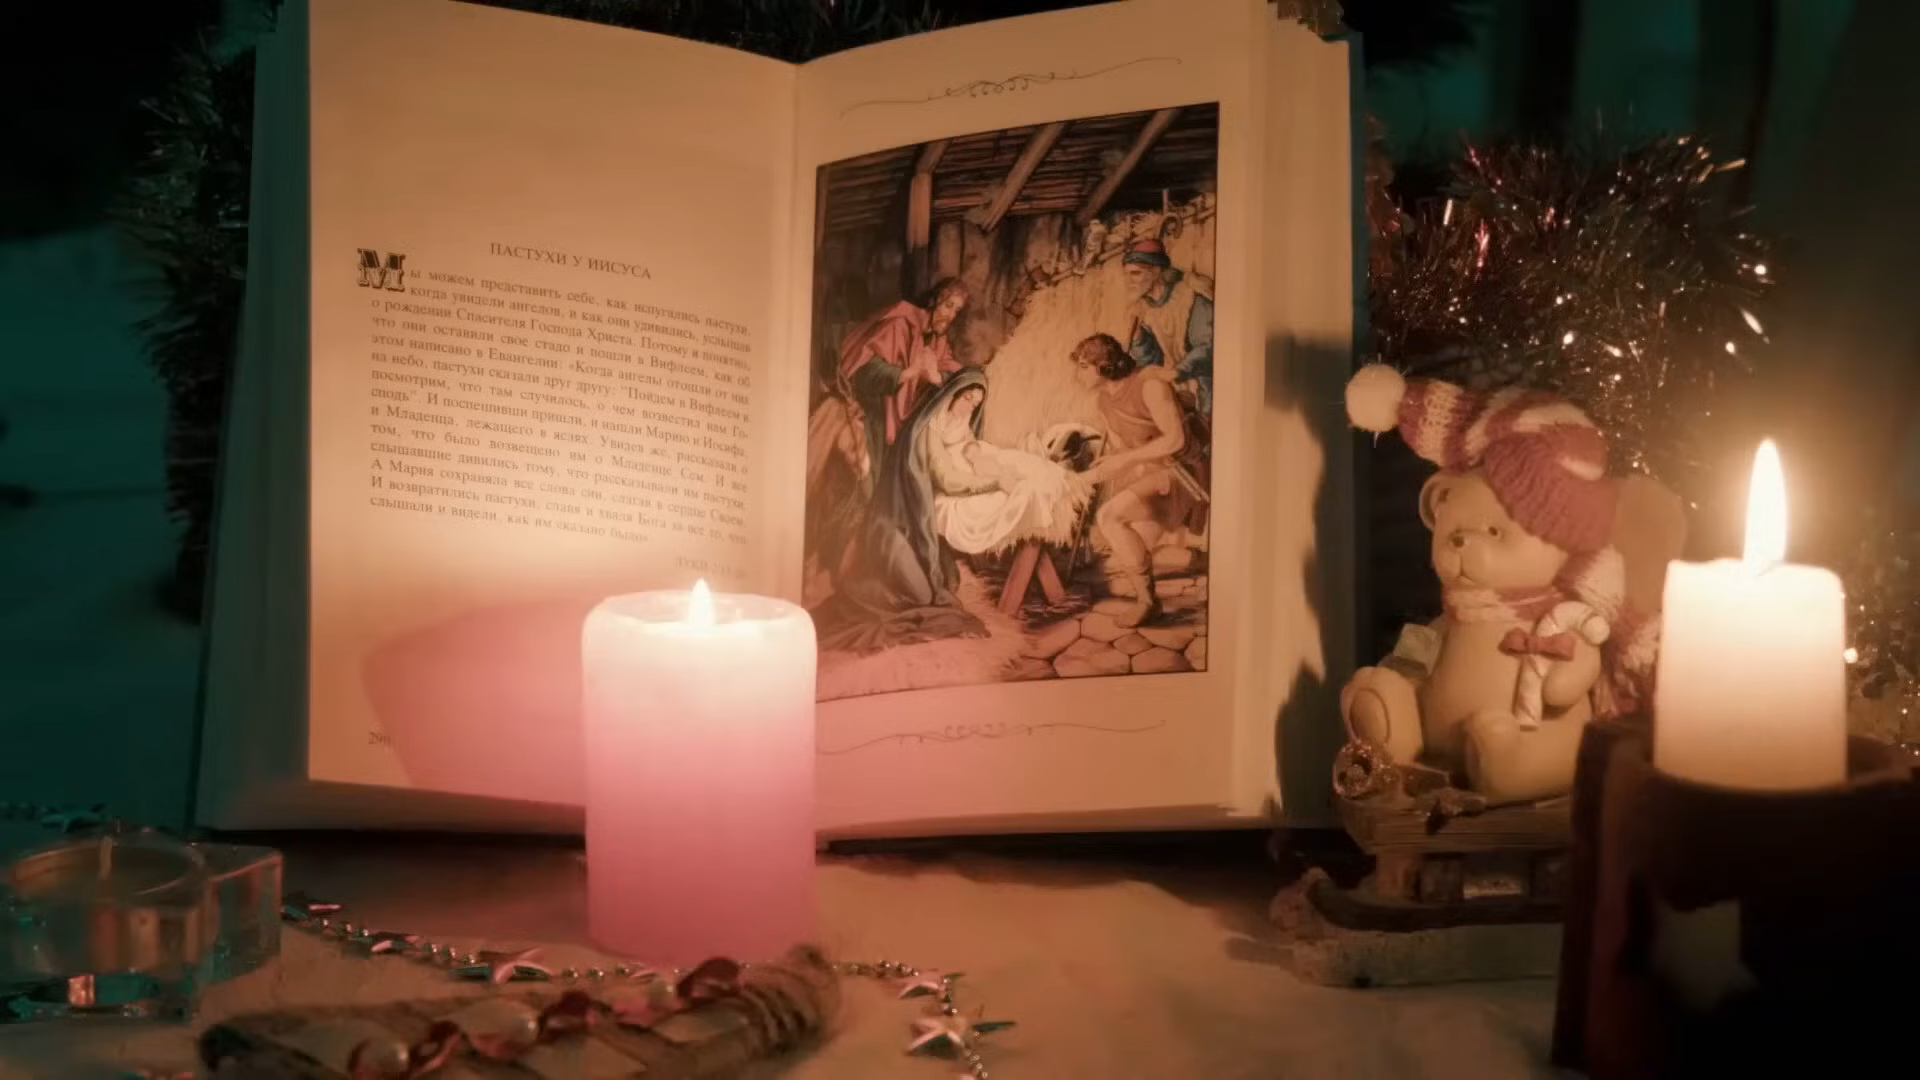 ПАСТУХИ У ИИСУСА
Мы можем представить себе, как испугались пастухи,
когда увидели ангелов, и как они удивились, услышав
о рождении Спасителя Господа Христа. Потому и понятно,
что они оставили свое стадо и пошли в Вифлеем, как об
этом написано в Евангелии: «Когда ангелы отошли от них
на небо, пастухи сказали друг другу: "Пойдем в Вифлеем и
посмотрим, что там случилось, о чем возвестил нам Го-
сподь". И поспешивши пришли, и нашли Марию и Иосифа,
и Младенца, лежащего в яслях. Увидев же, рассказали о
том, что было возвещено им о Младенце Сем. И все
слышавшие дивились тому, что рассказывали им пастухи.
А Мария сохраняла все слова сии, слагая в сердце Своем.
И возвратились пастухи, славя и хваля Бога за все то, что
слышали и видели, как им сказано было».
ЛУКИ